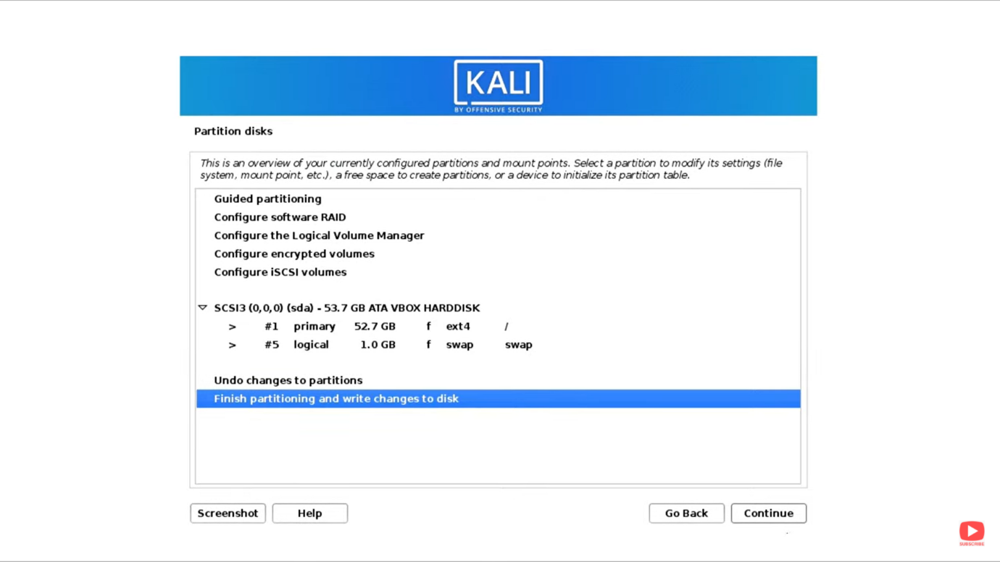 KALI
BY OFFENSIVE SECURITY
Partition disks
This is an overview of your currently configured partitions and mount points. Select a partition to modify its settings (file
system, mount point, etc.), a free space to create partitions, or a device to initialize its partition table.
Guided partitioning
Configure software RAID
Configure the Logical Volume Manager
Configure encrypted volumes
Configure iSCSI volumes
SCSI3 (0,0,0) (sda) - 53.7 GB ATA VBOX HARDDISK
> #1 primary 52.7 GB f ext4 /
> #5 logical 1.0 GB f swap swap
Undo changes to partitions
Finish partitioning and write changes to disk
Screenshot Help Go Back Continue
SUBSCRIBE